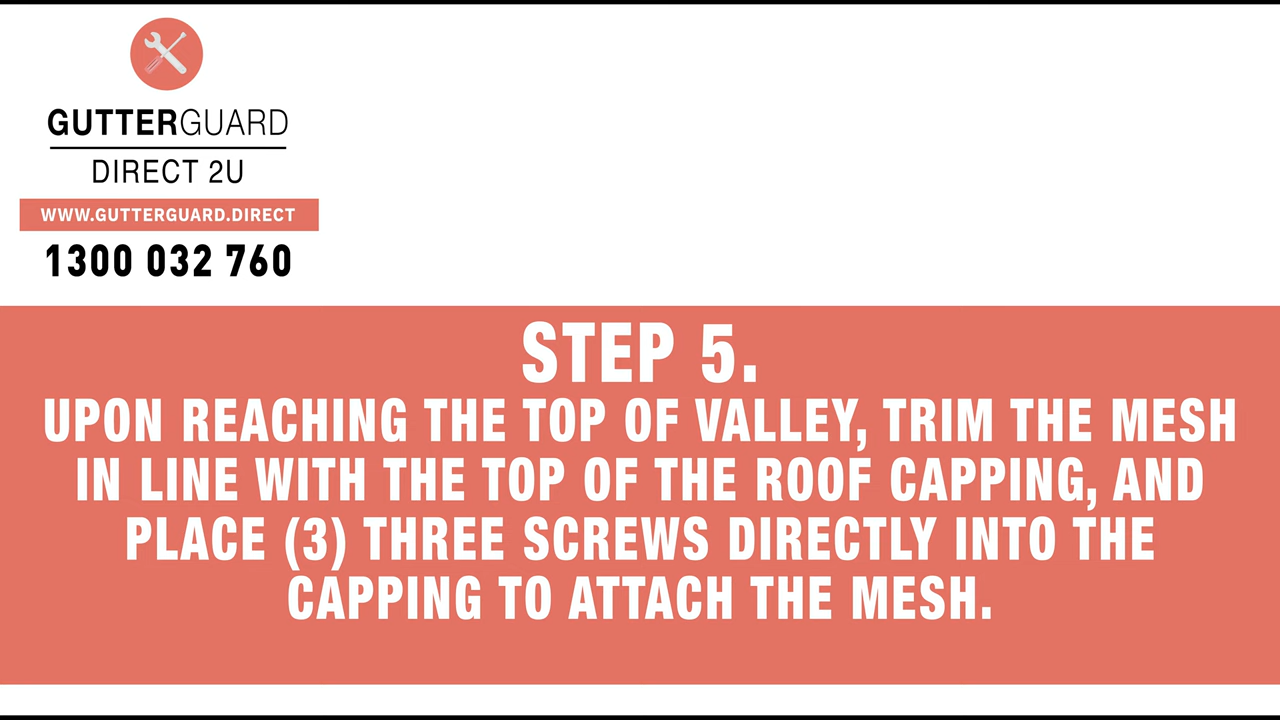 GUTTERGUARD
DIRECT 2U
WWW.GUTTERGUARD.DIRECT
1300 032 760
STEP 5.
UPON REACHING THE TOP OF VALLEY, TRIM THE MESH
IN LINE WITH THE TOP OF THE ROOF CAPPING, AND
PLACE (3) THREE SCREWS DIRECTLY INTO THE
CAPPING TO ATTACH THE MESH.